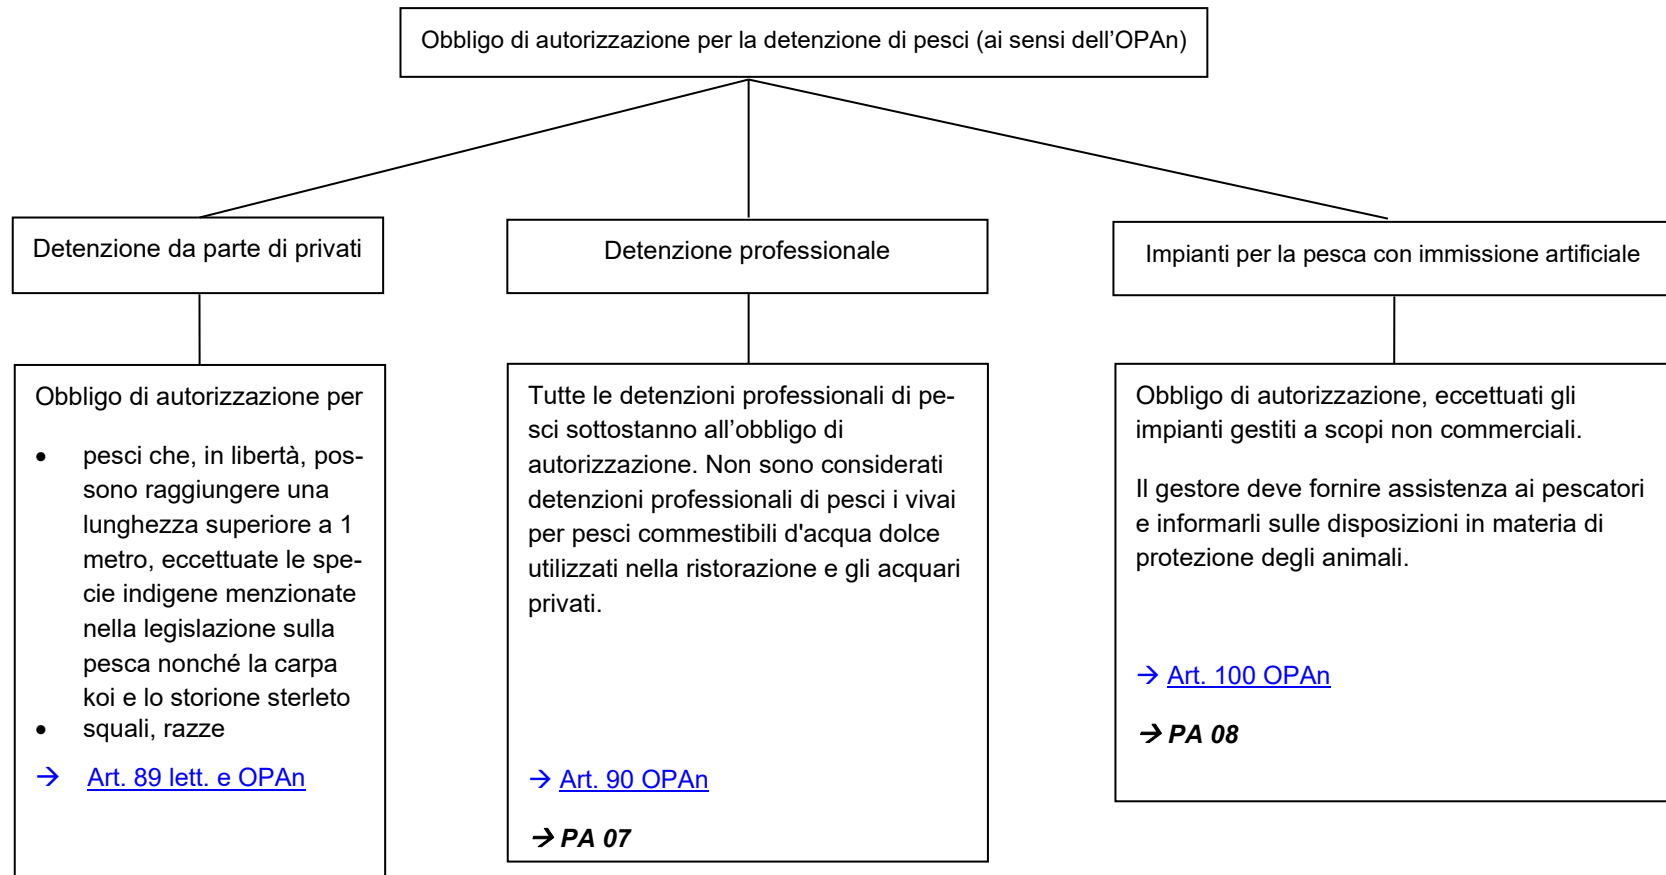 Obbligo di autorizzazione per la detenzione di pesci (ai sensi dell’OPAn)
Detenzione da parte di privati
Detenzione professionale
Impianti per la pesca con immissione artificiale
Obbligo di autorizzazione per
• pesci che, in libertà, pos-
sono raggiungere una
lunghezza superiore a 1
metro, eccettuate le spe-
cie indigene menzionate
nella legislazione sulla
pesca nonché la carpa
koi e lo storione sterleto
• squali, razze
→ Art. 89 lett. e OPAn
Tutte le detenzioni professionali di pe-
sci sottostanno all’obbligo di
autorizzazione. Non sono considerati
detenzioni professionali di pesci i vivai
per pesci commestibili d'acqua dolce
utilizzati nella ristorazione e gli acquari
privati.
→ Art. 90 OPAn
→ PA 07
Obbligo di autorizzazione, eccettuati gli
impianti gestiti a scopi non commerciali.
Il gestore deve fornire assistenza ai pescatori
e informarli sulle disposizioni in materia di
protezione degli animali.
→ Art. 100 OPAn
→ PA 08